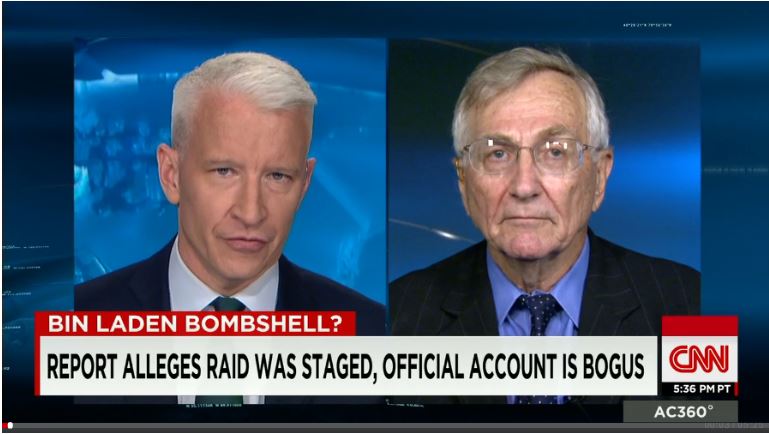 BIN LADEN BOMBSHELL?
REPORT ALLEGES RAID WAS STAGED, OFFICIAL ACCOUNT IS BOGUS
CNN
5:36 PM PT
AC360°